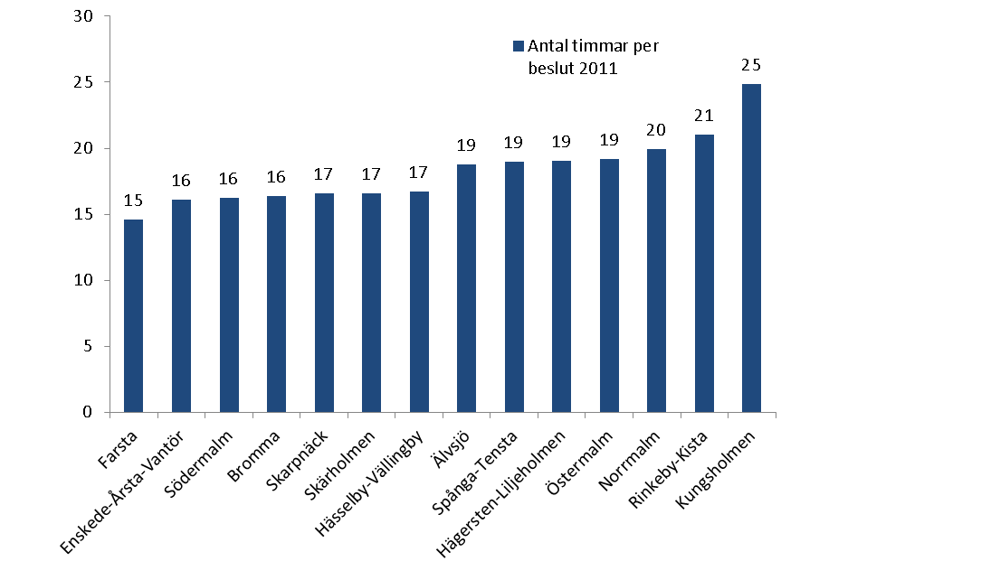 30
25
20
15
10
5
0
Antal timmar per
beslut 2011
15
16
16
16
17
17
17
19
19
19
19
20
21
25
Farsta
Enskede-Årsta-Vantör
Södermalm
Bromma
Skarpnäck
Skärholmen
Hässelby-Vällingby
Älvsjö
Spånga-Tensta
Hägersten-Liljeholmen
Östermalm
Norrmalm
Rinkeby-Kista
Kungsholmen